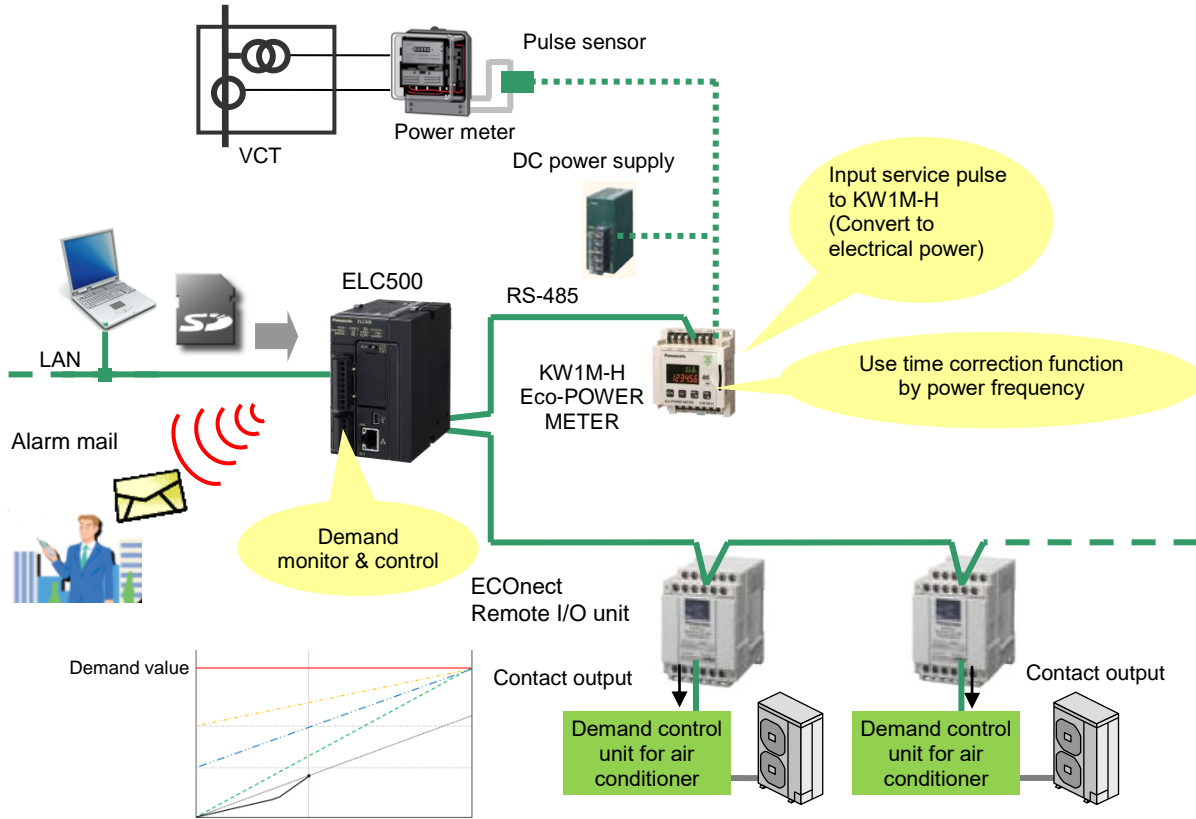 Pulse sensor
Power meter
VCT
DC power supply
Input service pulse
to KW1M-H
(Convert to
electrical power)
ELC500
RS-485
LAN
KW1M-H
Eco-POWER
METER
Use time correction function
by power frequency
Alarm mail
Demand
monitor & control
ECOnect
Remote I/O unit
Demand value
Contact output
Contact output
Demand control
unit for air
conditioner
Demand control
unit for air
conditioner
Panasonic
Panasonic
123456